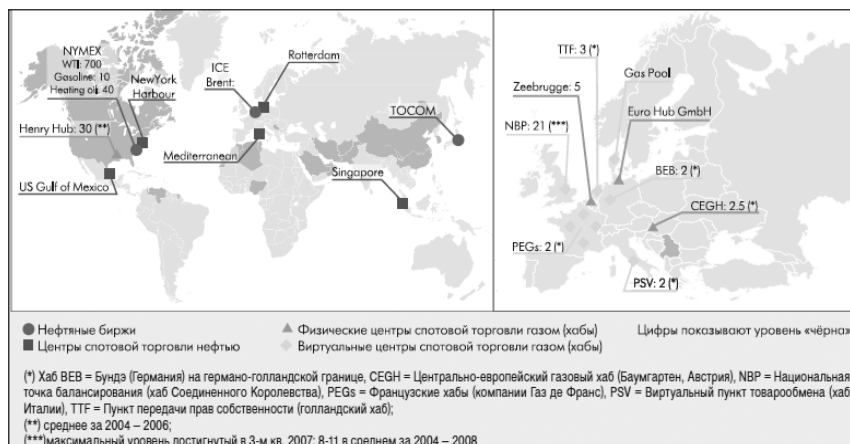 NYMEX
WTI: 700
Gasoline: 10
Heating oil: 40
NewYork
Harbour
ICE
Brent:
Rotterdam
TOCOM
Henry Hub: 30 (**)
Mediterranean
Singapore
US Gulf of Mexico
TTF: 3 (*)
Gas Pool
Zeebrugge: 5
Euro Hub GmbH
NBP: 21 (***)
BEB: 2 (*)
CEGH: 2.5 (*)
PEGs: 2 (*)
PSV: 2 (*)
Нефтяные биржи
Физические центры спотовой торговли газом (хабы)
Цифры показывают уровень «чёрна»
Центры спотовой торговли нефтью
Виртуальные центры спотовой торговли газом (хабы)
(*) Хаб BEB = Бундэ (Германия) на германо-голландской границе, CEGH = Центрально-европейский газовый хаб (Баумгартен, Австрия), NBP = Национальная
точка балансирования (хаб Соединенного Королевства), PEGs = Французские хабы (компании Газ де Франс), PSV = Виртуальный пункт товарообмена (хаб
Италии), TTF = Пункт передачи прав собственности (голландский хаб);
(**) среднее за 2004 – 2006;
(***)максимальный уровень достигнутый в 3-м кв. 2007; 8-11 в среднем за 2004 – 2008